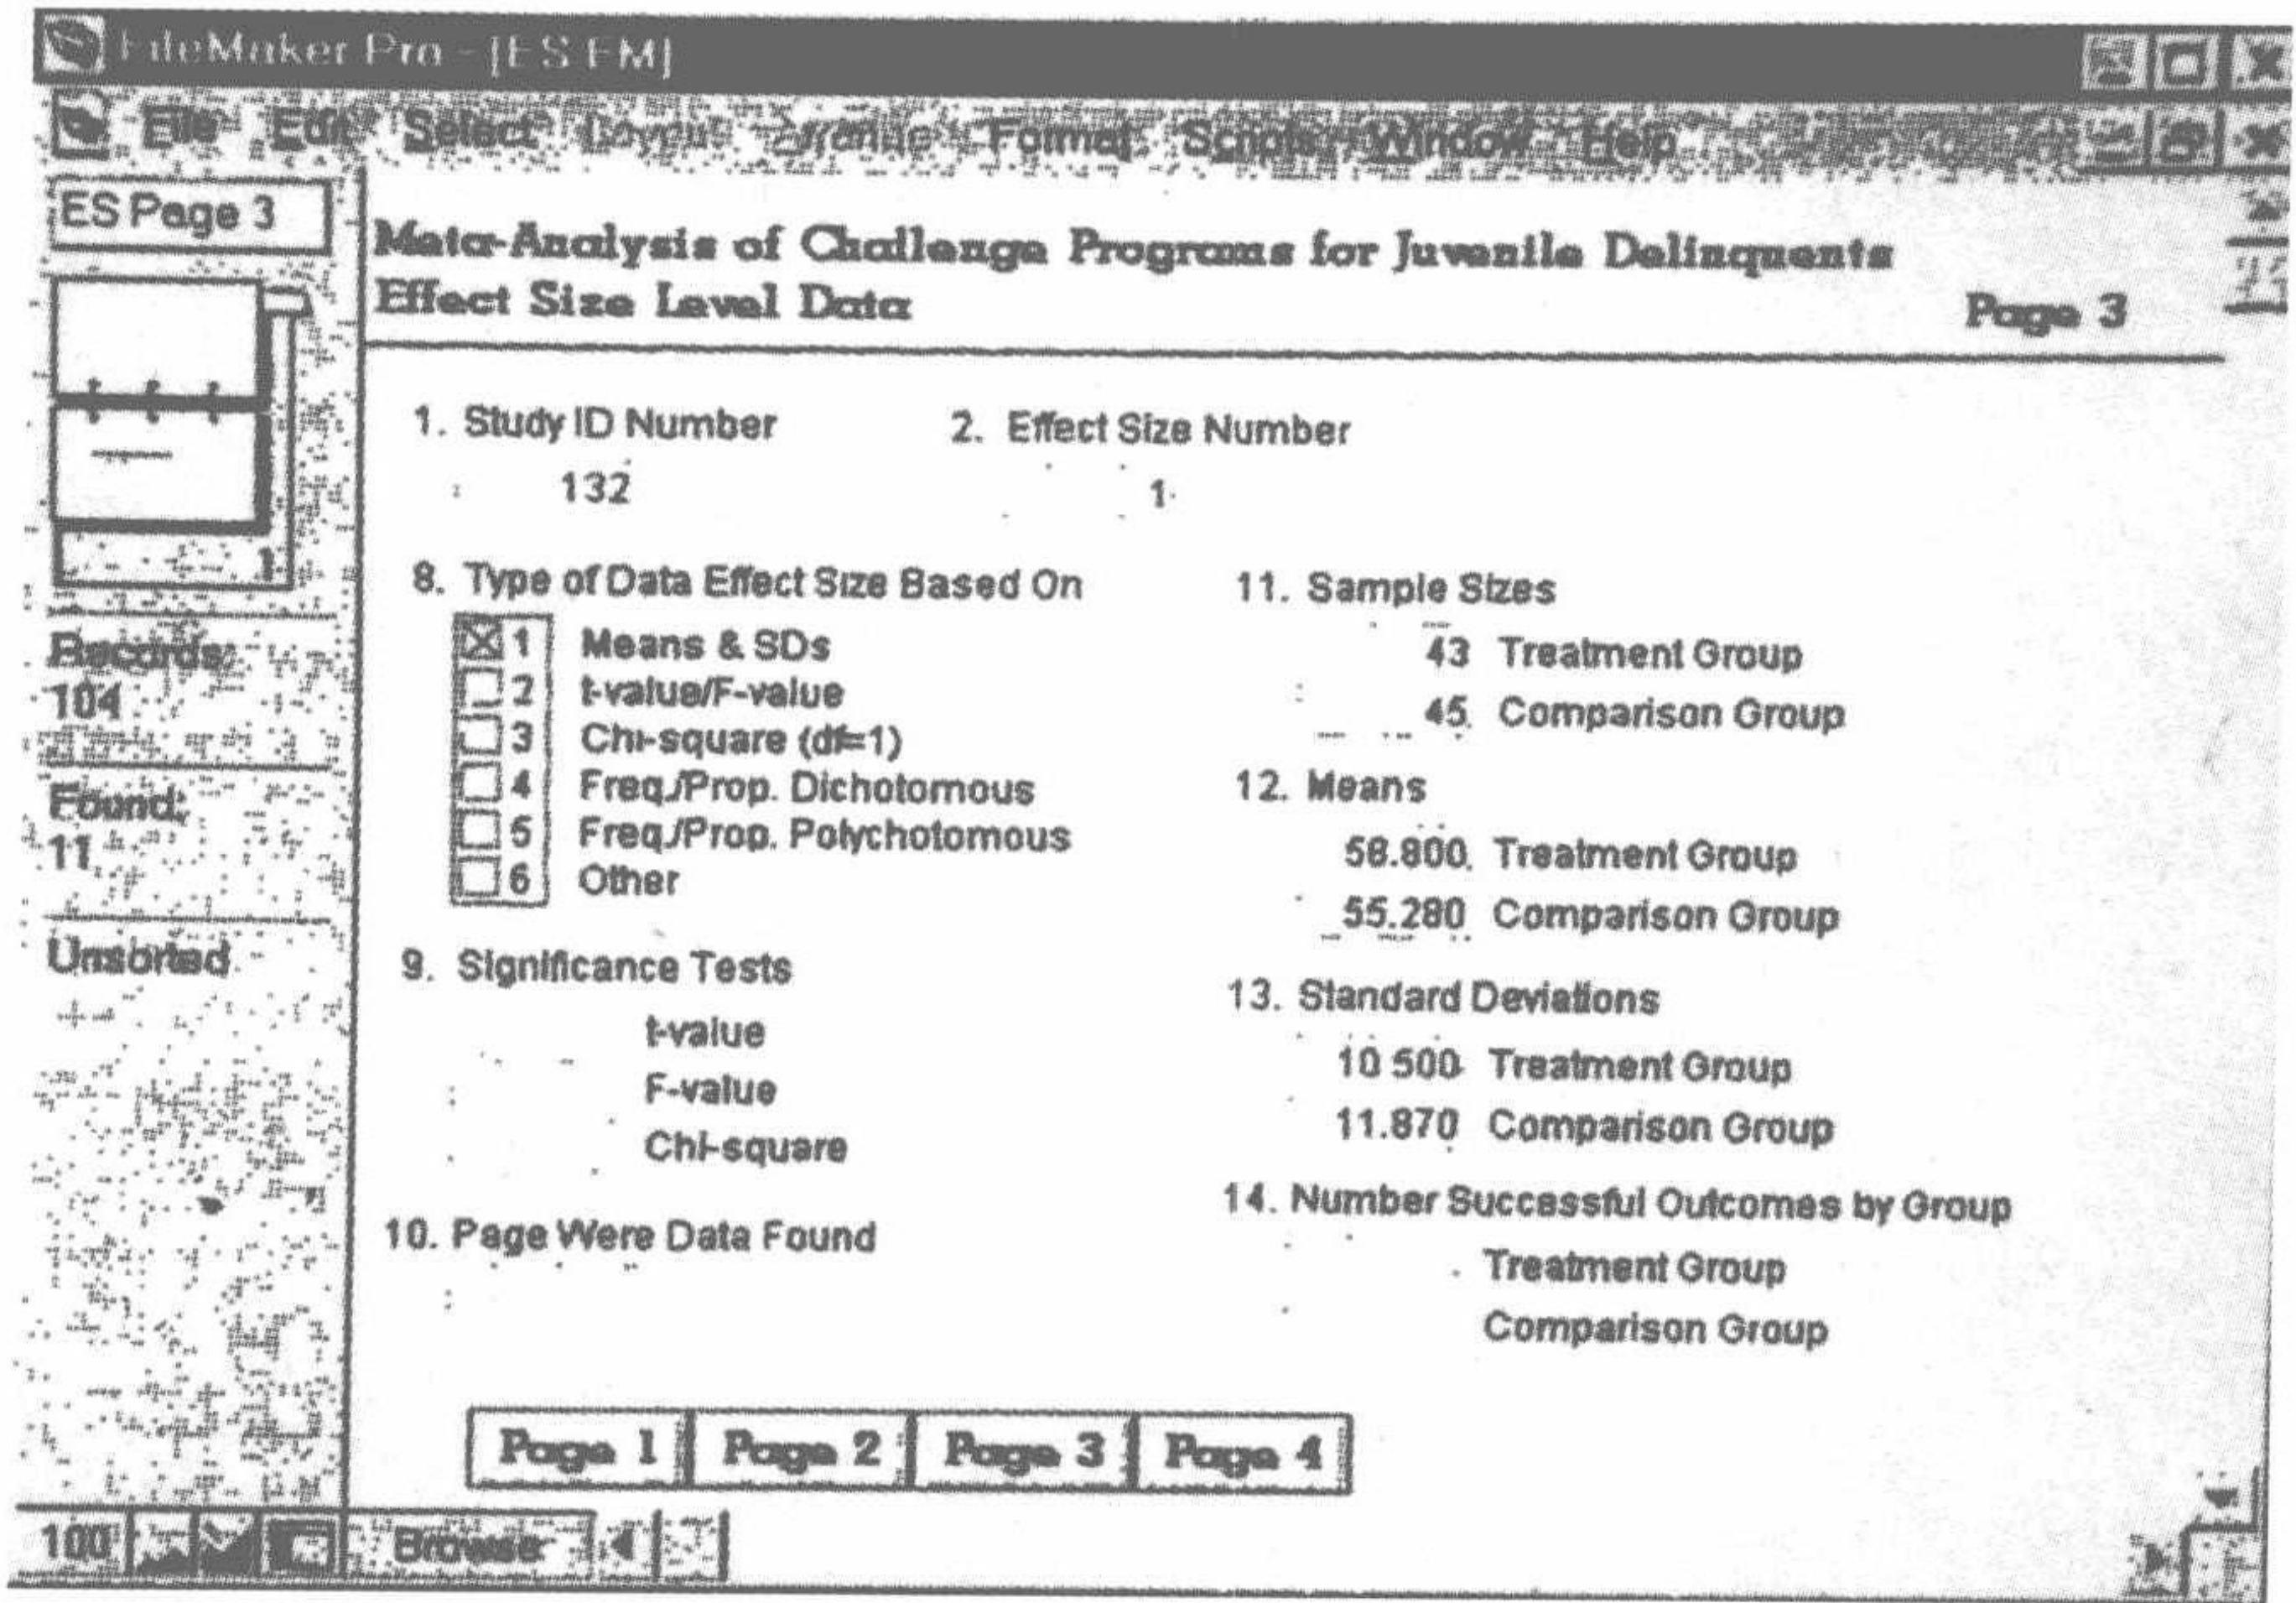 FileMaker Pro - [ES FM]
File Edit Select Layout Arrange Format Scripts Window Help
ES Page 3
Meta-Analysis of Challenge Programs for Juvenile Delinquents
Effect Size Level Data
Page 3
1
Records:
104
Found:
11
Unsorted
1. Study ID Number
132
2. Effect Size Number
1
8. Type of Data Effect Size Based On
1 Means & SDs
2 t-value/F-value
3 Chi-square (df=1)
4 Freq./Prop. Dichotomous
5 Freq./Prop. Polychotomous
6 Other
9. Significance Tests
t-value
F-value
Chi-square
10. Page Were Data Found
11. Sample Sizes
43 Treatment Group
45 Comparison Group
12. Means
58.800 Treatment Group
55.280 Comparison Group
13. Standard Deviations
10 500 Treatment Group
11.870 Comparison Group
14. Number Successful Outcomes by Group
Treatment Group
Comparison Group
Page 1 Page 2 Page 3 Page 4
100 Browse